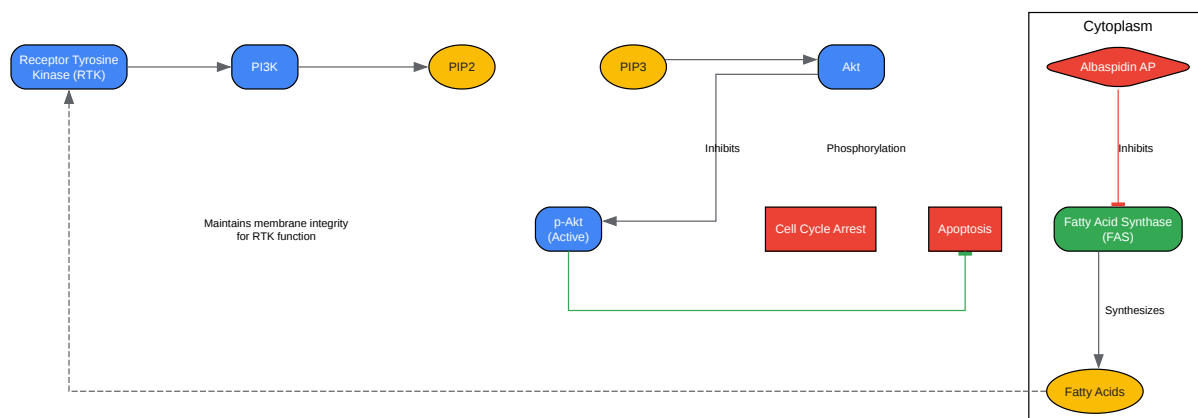 Cytoplasm
Receptor Tyrosine
Kinase (RTK)
PI3K
PIP2
PIP3
Akt
Albaspidin AP
Inhibits
Phosphorylation
Inhibits
Maintains membrane integrity
for RTK function
p-Akt
(Active)
Cell Cycle Arrest
Apoptosis
Fatty Acid Synthase
(FAS)
Synthesizes
Fatty Acids